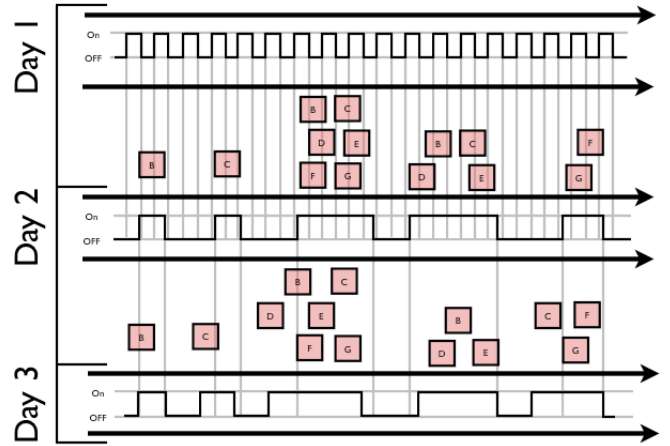 Day 1
On
OFF
B C
D E
B C F
B C
F G D E G
Day 2
On
OFF
B C
D E C F
B
B C
F G D E G
Day 3
On
OFF